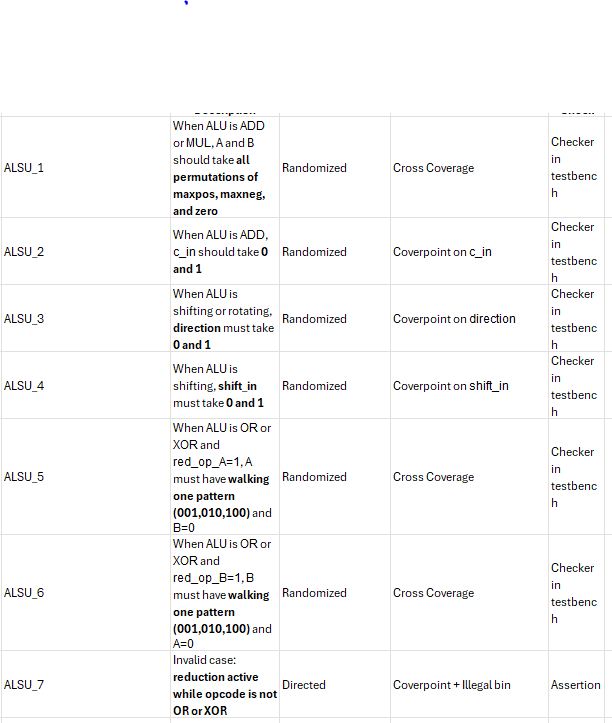 ALSU_1
When ALU is ADD
or MUL, A and B
should take all
permutations of
maxpos, maxneg,
and zero
Randomized
Cross Coverage
Checker
in
testbenc
h
ALSU_2
When ALU is ADD,
c_in should take 0
and 1
Randomized
Coverpoint on c_in
Checker
in
testbenc
h
ALSU_3
When ALU is
shifting or rotating,
direction must take
0 and 1
Randomized
Coverpoint on direction
Checker
in
testbenc
h
ALSU_4
When ALU is
shifting, shift_in
must take 0 and 1
Randomized
Coverpoint on shift_in
Checker
in
testbenc
h
ALSU_5
When ALU is OR or
XOR and
red_op_A=1, A
must have walking
one pattern
(001,010,100) and
B=0
Randomized
Cross Coverage
Checker
in
testbenc
h
ALSU_6
When ALU is OR or
XOR and
red_op_B=1, B
must have walking
one pattern
(001,010,100) and
A=0
Randomized
Cross Coverage
Checker
in
testbenc
h
ALSU_7
Invalid case:
reduction active
while opcode is not
OR or XOR
Directed
Coverpoint + Illegal bin
Assertion